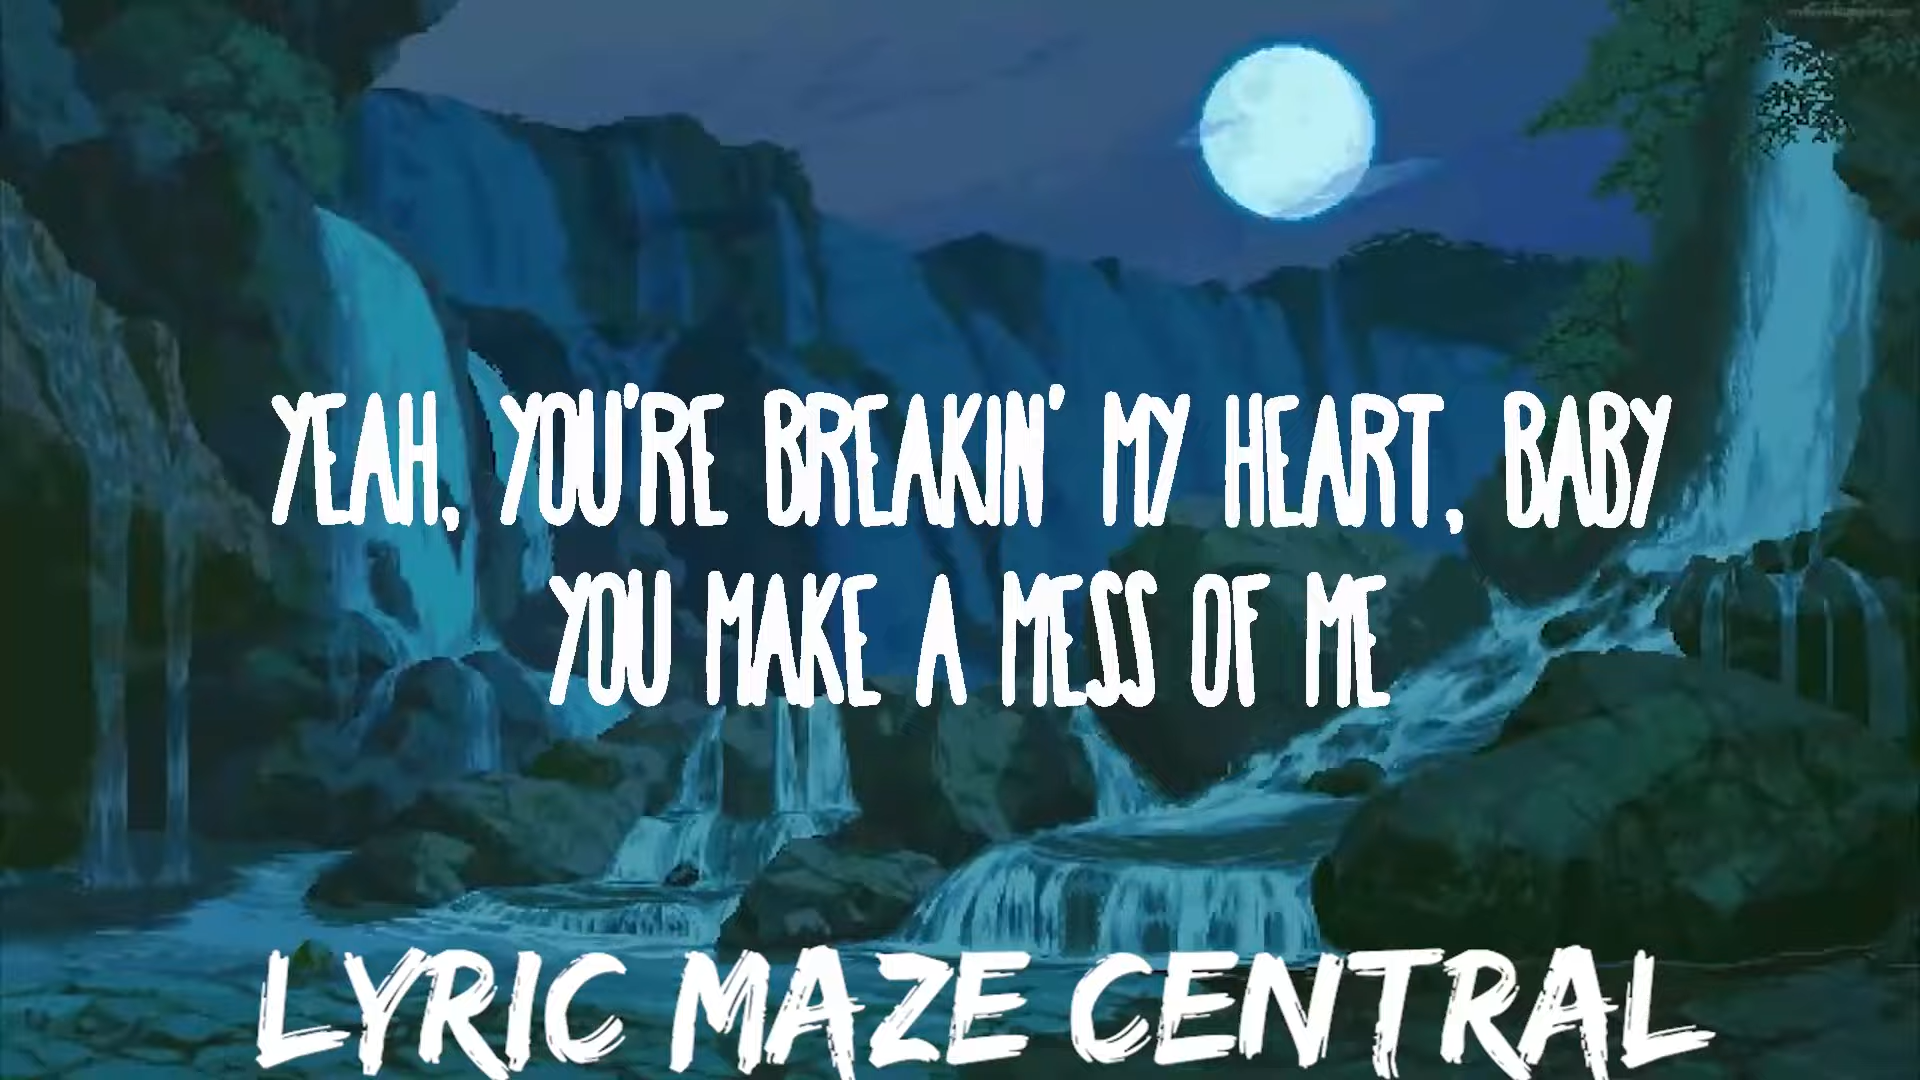 YEAH, YOU'RE BREAKIN' MY HEART, BABY
YOU MAKE A MESS OF ME
LYRIC MAZE CENTRAL